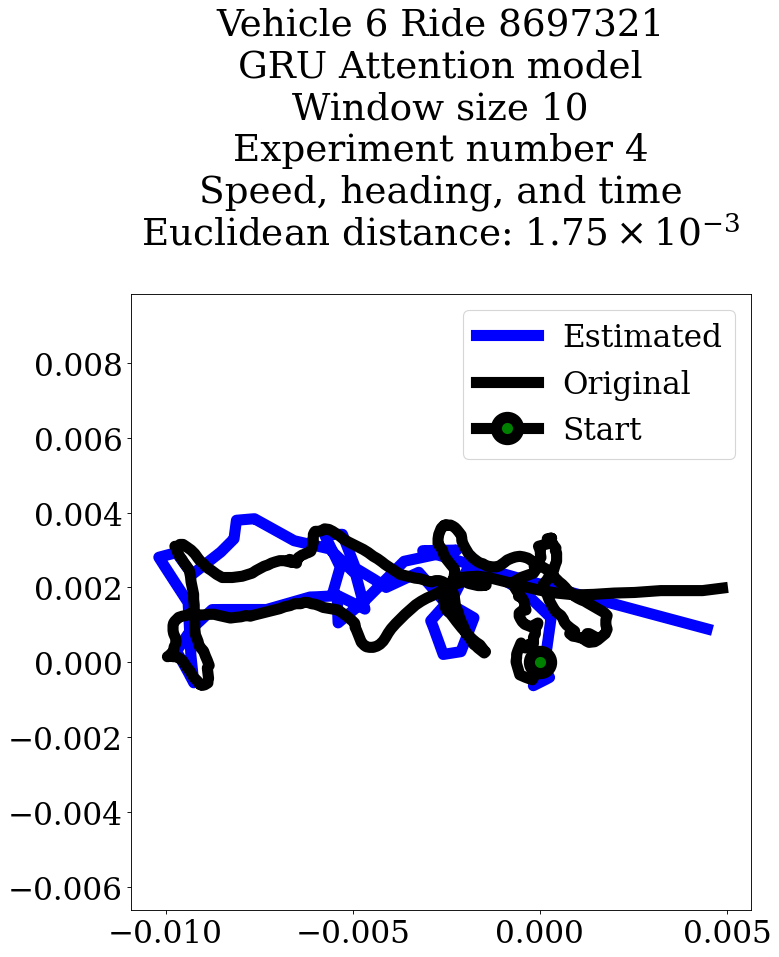 Vehicle 6 Ride 8697321
GRU Attention model
Window size 10
Experiment number 4
Speed, heading, and time
Euclidean distance: 1.75 × 10⁻³
Estimated
Original
Start
0.008
0.006
0.004
0.002
0.000
−0.002
−0.004
−0.006
−0.010
−0.005
0.000
0.005